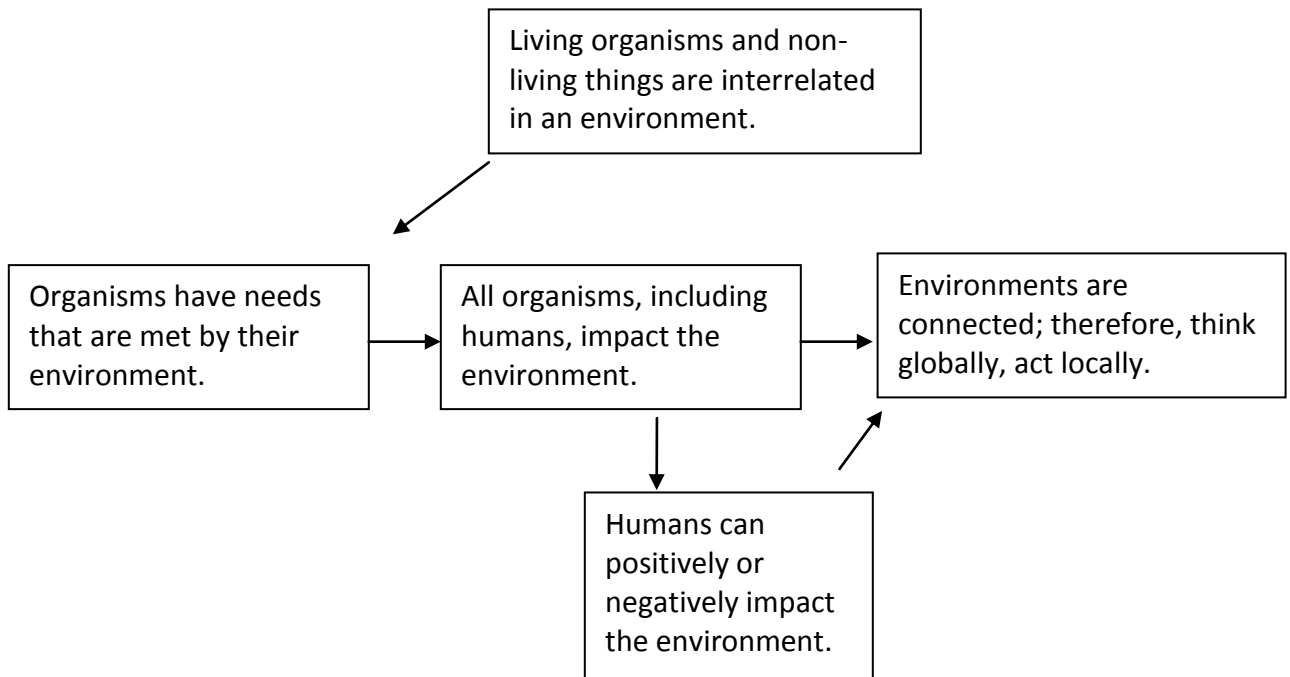 Living organisms and non-
living things are interrelated
in an environment.
Organisms have needs
that are met by their
environment.
All organisms, including
humans, impact the
environment.
Environments are
connected; therefore, think
globally, act locally.
Humans can
positively or
negatively impact
the environment.